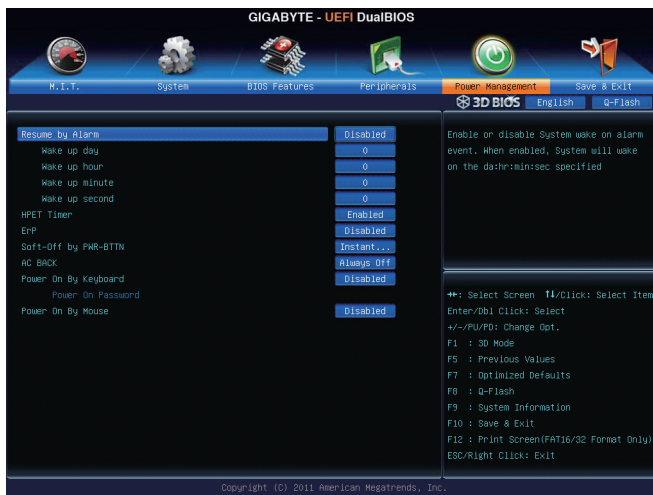 GIGABYTE - UEFI DualBIOS
M.I.T. System BIOS Features Peripherals Power Management Save & Exit
3D BIOS English Q-Flash
Resume by Alarm Disabled
Wake up day 0
Wake up hour 0
Wake up minute 0
Wake up second 0
HPET Timer Enabled
ErP Disabled
Soft-Off by PWR-BTTN Instant...
AC BACK Always Off
Power On By Keyboard Disabled
Power On Password
Power On By Mouse Disabled
Enable or disable System wake on alarm
event. When enabled, System will wake
on the da:hr:min:sec specified
→←: Select Screen ↑↓/Click: Select Item
Enter/Dbl Click: Select
+/-/PU/PD: Change Opt.
F1 : 3D Mode
F5 : Previous Values
F7 : Optimized Defaults
F8 : Q-Flash
F9 : System Information
F10 : Save & Exit
F12 : Print Screen(FAT16/32 Format Only)
ESC/Right Click: Exit
Copyright (C) 2011 American Megatrends, Inc.